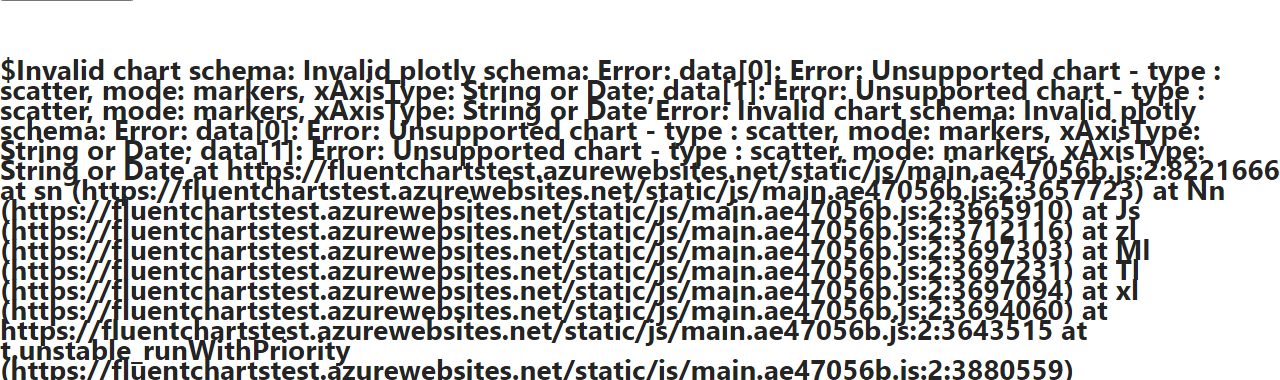 $Invalid chart schema: Invalid plotly schema: Error: data[0]: Error: Unsupported chart - type :
scatter, mode: markers, xAxisType: String or Date; data[1]: Error: Unsupported chart - type :
scatter, mode: markers, xAxisType: String or Date Error: Invalid chart schema: Invalid plotly
schema: Error: data[0]: Error: Unsupported chart - type : scatter, mode: markers, xAxisType:
String or Date; data[1]: Error: Unsupported chart - type : scatter, mode: markers, xAxisType:
String or Date at https://fluentchartstest.azurewebsites.net/static/js/main.ae47056b.js:2:8221666
at sn (https://fluentchartstest.azurewebsites.net/static/js/main.ae47056b.js:2:3657723) at Nn
(https://fluentchartstest.azurewebsites.net/static/js/main.ae47056b.js:2:3665910) at Js
(https://fluentchartstest.azurewebsites.net/static/js/main.ae47056b.js:2:3712116) at zl
(https://fluentchartstest.azurewebsites.net/static/js/main.ae47056b.js:2:3697303) at Ml
(https://fluentchartstest.azurewebsites.net/static/js/main.ae47056b.js:2:3697231) at Tl
(https://fluentchartstest.azurewebsites.net/static/js/main.ae47056b.js:2:3697094) at xl
(https://fluentchartstest.azurewebsites.net/static/js/main.ae47056b.js:2:3694060) at
https://fluentchartstest.azurewebsites.net/static/js/main.ae47056b.js:2:3643515 at
t.unstable_runWithPriority
(https://fluentchartstest.azurewebsites.net/static/js/main.ae47056b.js:2:3880559)